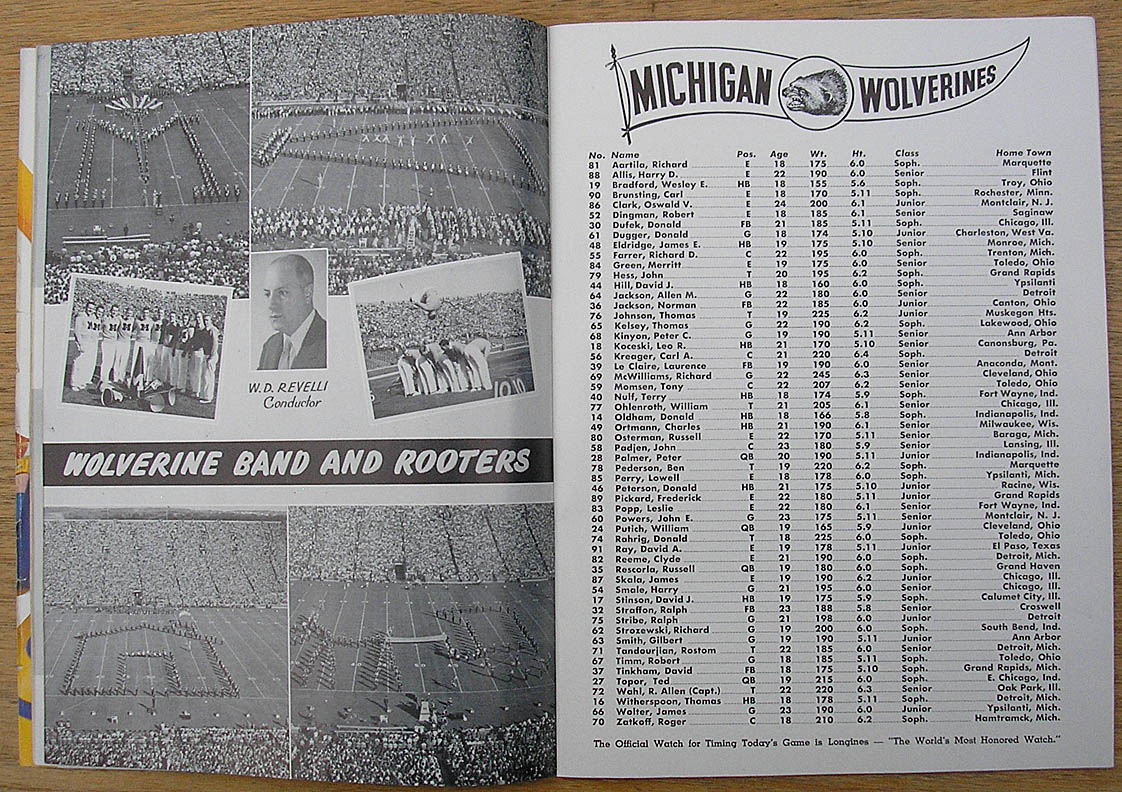 W. D. REVELLI
Conductor
WOLVERINE BAND AND ROOTERS
MICHIGAN WOLVERINES
No. Name Pos. Age Wt. Ht. Class Home Town
81 Aartila, Richard E 18 175 6.0 Soph. Marquette
88 Allis, Harry D. E 22 190 6.0 Senior Flint
19 Bradford, Wesley E. HB 18 155 5.6 Soph. Troy, Ohio
90 Brunsting, Carl E 18 170 5.11 Soph. Rochester, Minn.
86 Clark, Oswald V. E 24 200 6.1 Junior Montclair, N. J.
52 Dingman, Robert E 18 185 6.1 Senior Saginaw
30 Dufek, Donald FB 21 185 5.11 Soph. Chicago, Ill.
61 Dugger, Donald G 18 174 5.10 Junior Charleston, West Va.
48 Eldridge, James E. HB 19 175 5.10 Senior Monroe, Mich.
55 Farrer, Richard D. C 22 195 6.0 Senior Trenton, Mich.
84 Green, Merritt E 19 175 6.0 Senior Toledo, Ohio
79 Hess, John T 20 195 6.2 Soph. Grand Rapids
44 Hill, David J. HB 18 160 6.0 Soph. Ypsilanti
64 Jackson, Allen M. G 22 180 6.0 Senior Detroit
36 Jackson, Norman FB 22 185 6.0 Junior Canton, Ohio
76 Johnson, Thomas T 19 225 6.2 Junior Muskegon Hts.
65 Kelsey, Thomas G 22 190 6.2 Soph. Lakewood, Ohio
68 Kinyon, Peter C. G 19 190 5.11 Senior Ann Arbor
18 Koceski, Leo R. HB 21 170 5.10 Senior Canonsburg, Pa.
56 Kreager, Carl A. C 21 220 6.4 Soph. Detroit
39 Le Claire, Laurence FB 19 190 6.0 Senior Anaconda, Mont.
69 McWilliams, Richard G 22 245 6.3 Senior Cleveland, Ohio
59 Momsen, Tony C 22 207 6.2 Senior Toledo, Ohio
40 Nulf, Terry HB 18 174 5.9 Soph. Fort Wayne, Ind.
77 Ohlenroth, William T 21 205 6.1 Senior Chicago, Ill.
14 Oldham, Donald HB 18 166 5.8 Soph. Indianapolis, Ind.
49 Ortmann, Charles HB 21 190 6.1 Senior Milwaukee, Wis.
80 Osterman, Russell E 22 170 5.11 Senior Baraga, Mich.
58 Padjen, John C 23 180 5.9 Senior Lansing, Ill.
28 Palmer, Peter QB 20 190 5.11 Junior Indianapolis, Ind.
78 Pederson, Ben T 19 220 6.2 Soph. Marquette
85 Perry, Lowell E 18 178 6.0 Soph. Ypsilanti, Mich.
46 Peterson, Donald HB 21 175 5.10 Junior Racine, Wis.
89 Pickard, Frederick E 22 180 5.11 Junior Grand Rapids
83 Popp, Leslie E 22 180 6.1 Senior Fort Wayne, Ind.
60 Powers, John E. G 23 175 5.11 Senior Montclair, N. J.
24 Putich, William QB 19 165 5.9 Junior Cleveland, Ohio
74 Rahrig, Donald T 18 225 6.0 Soph. Toledo, Ohio
91 Ray, David A. E 19 178 5.11 Junior El Paso, Texas
82 Reeme, Clyde E 21 190 6.0 Soph. Detroit, Mich.
35 Rescorla, Russell QB 19 180 6.0 Soph. Grand Haven
87 Skala, James E 19 190 6.2 Junior Chicago, Ill.
54 Smale, Harry G 21 195 6.0 Senior Chicago, Ill.
17 Stinson, David J. HB 19 175 5.9 Soph. Calumet City, Ill.
32 Straffon, Ralph FB 23 188 5.8 Senior Croswell
75 Stribe, Ralph G 21 198 6.0 Junior Detroit
62 Strozewski, Richard G 19 200 6.0 Soph. South Bend, Ind.
63 Smith, Gilbert G 19 190 5.11 Junior Ann Arbor
71 Tandourjian, Rostom T 22 185 6.0 Senior Detroit, Mich.
67 Timm, Robert G 18 185 5.11 Soph. Toledo, Ohio
37 Tinkham, David FB 18 175 5.10 Soph. Grand Rapids, Mich.
27 Topor, Ted QB 19 215 6.0 Soph. E. Chicago, Ind.
72 Wahl, R. Allen (Capt.) T 22 220 6.3 Senior Oak Park, Ill.
16 Witherspoon, Thomas HB 18 178 5.11 Soph. Detroit, Mich.
66 Wolter, James G 23 190 6.0 Junior Ypsilanti, Mich.
70 Zatkoff, Roger C 18 210 6.2 Soph. Hamtramck, Mich.
The Official Watch for Timing Today's Game is Longines — "The World's Most Honored Watch."